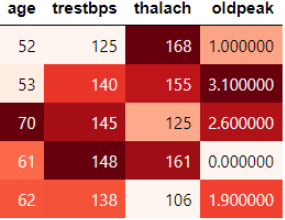 age trestbps thalach oldpeak
52 125 168 1.000000
53 140 155 3.100000
70 145 125 2.600000
61 148 161 0.000000
62 138 106 1.900000